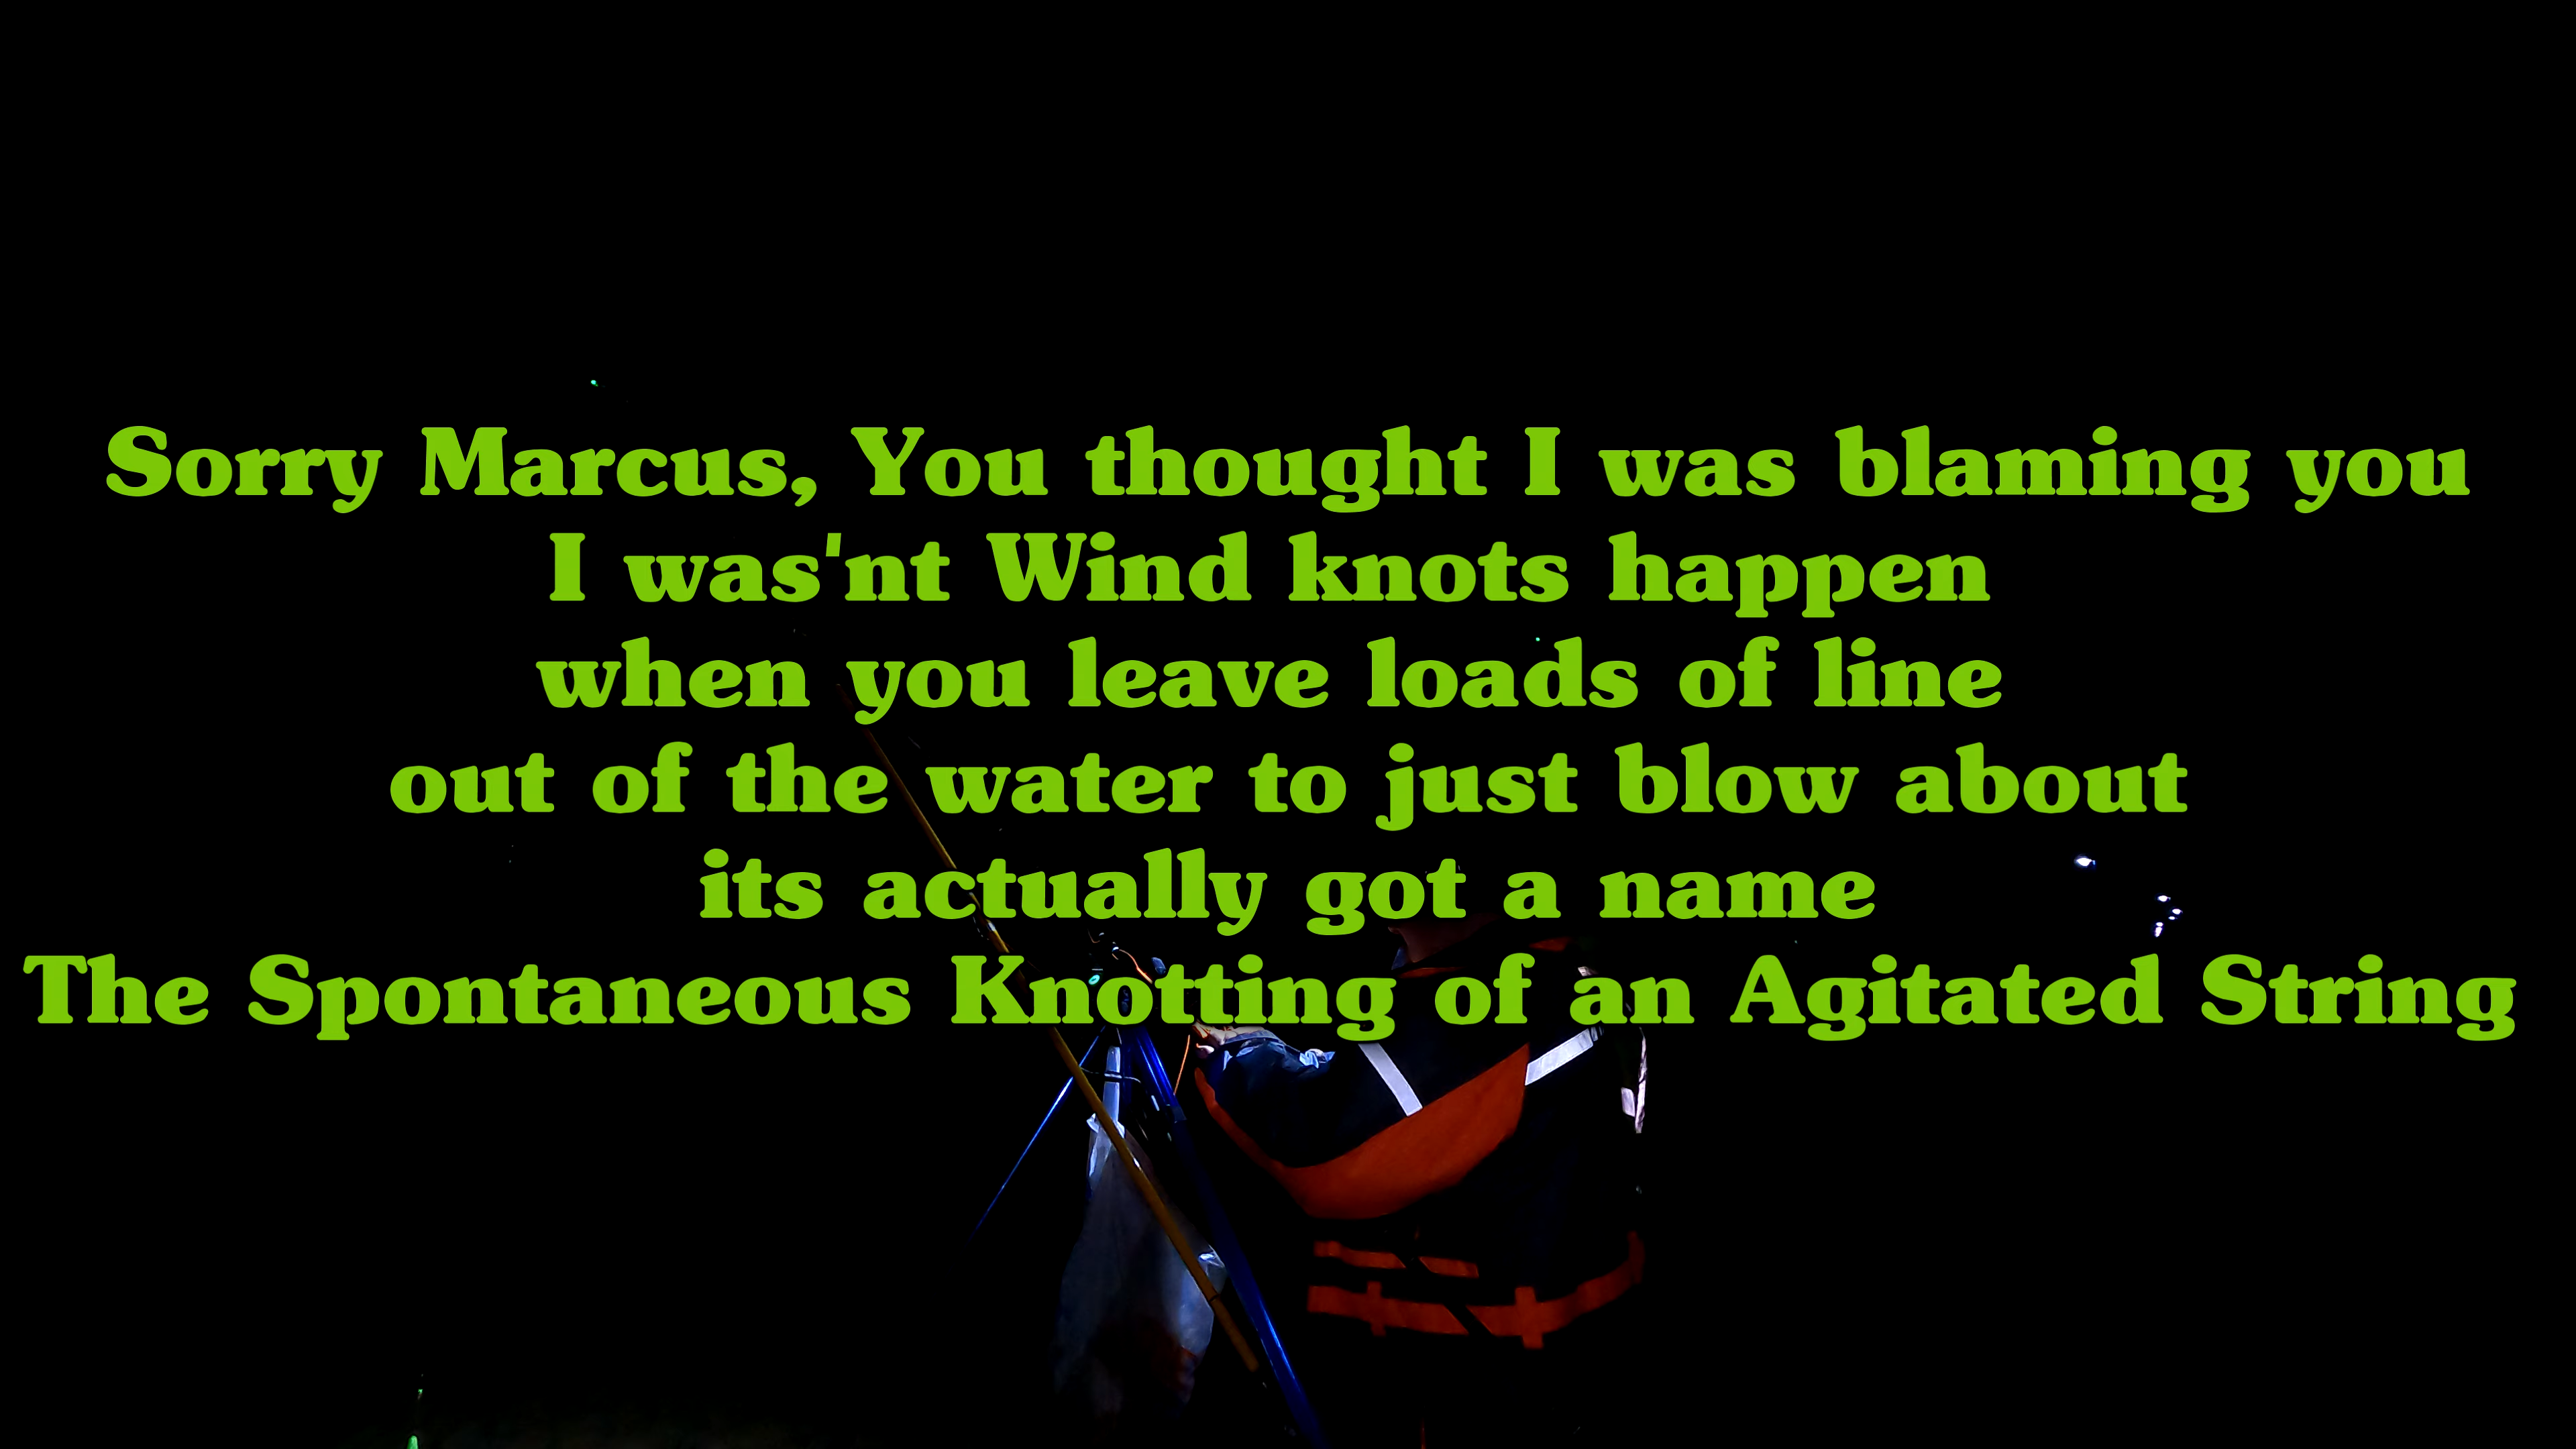 Sorry Marcus, You thought I was blaming you
I was'nt Wind knots happen
when you leave loads of line
out of the water to just blow about
its actually got a name
The Spontaneous Knotting of an Agitated String